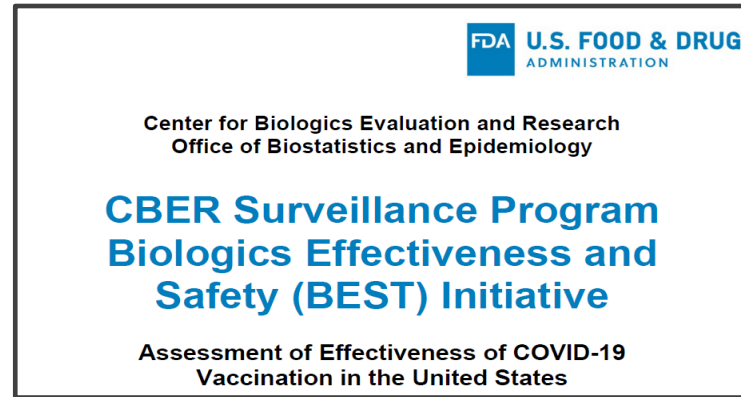 FDA U.S. FOOD & DRUG
ADMINISTRATION
Center for Biologics Evaluation and Research
Office of Biostatistics and Epidemiology
CBER Surveillance Program
Biologics Effectiveness and
Safety (BEST) Initiative
Assessment of Effectiveness of COVID-19
Vaccination in the United States